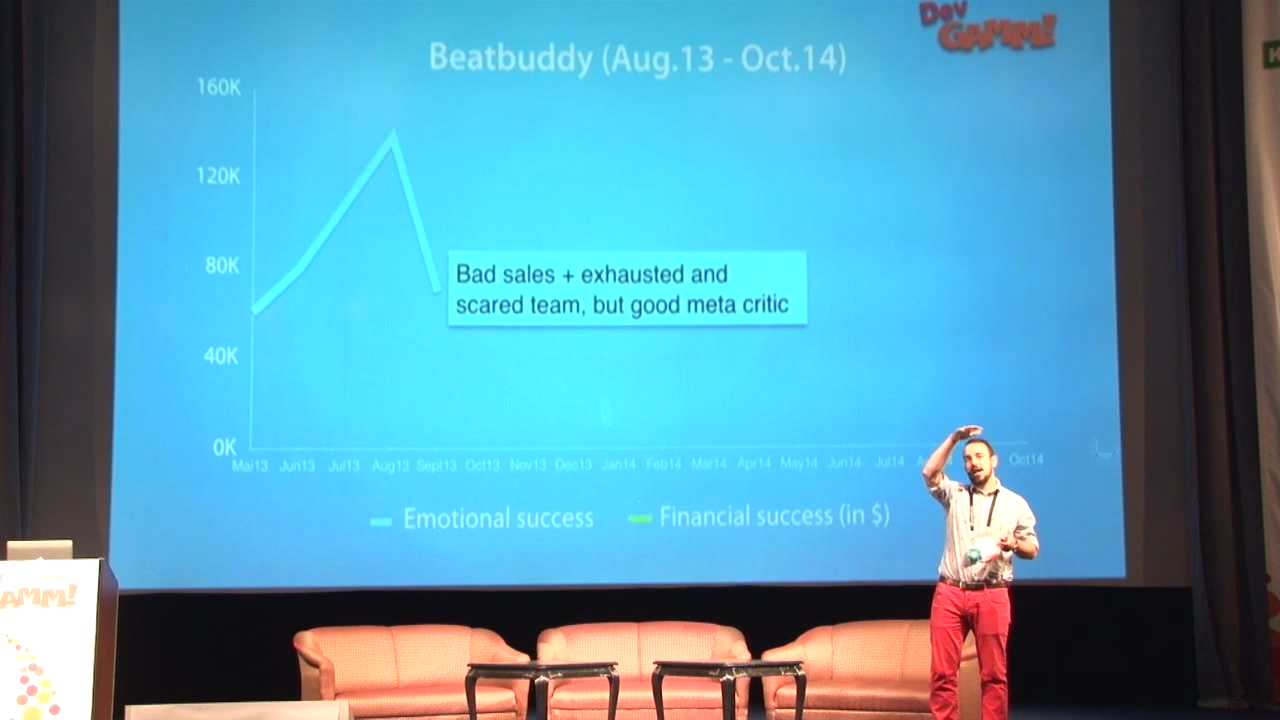 Dev
GAMM!
K
Beatbuddy (Aug.13 - Oct.14)
160K
120K
80K
40K
0K
Bad sales + exhausted and
scared team, but good meta critic
Mai13 Jun13 Jul13 Aug13 Sept13 Oct13 Nov13 Dec13 Jan14 Feb14 Mar14 Apr14 May14 Jun14 Jul14 Oct14
Emotional success Financial success (in $)
AMM!